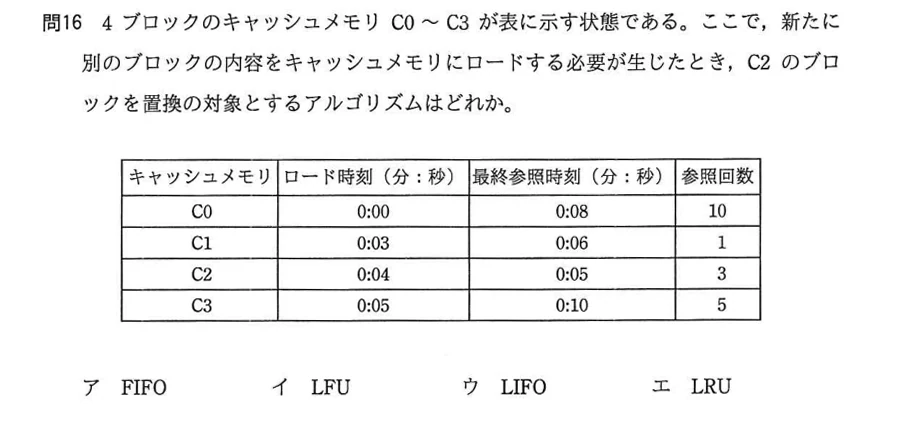 問16 4 ブロックのキャッシュメモリ C0 ～ C3 が表に示す状態である。ここで，新たに
別のブロックの内容をキャッシュメモリにロードする必要が生じたとき，C2 のブロ
ックを置換の対象とするアルゴリズムはどれか。
キャッシュメモリ ロード時刻（分：秒） 最終参照時刻（分：秒） 参照回数
C0 0:00 0:08 10
C1 0:03 0:06 1
C2 0:04 0:05 3
C3 0:05 0:10 5
ア FIFO イ LFU ウ LIFO エ LRU